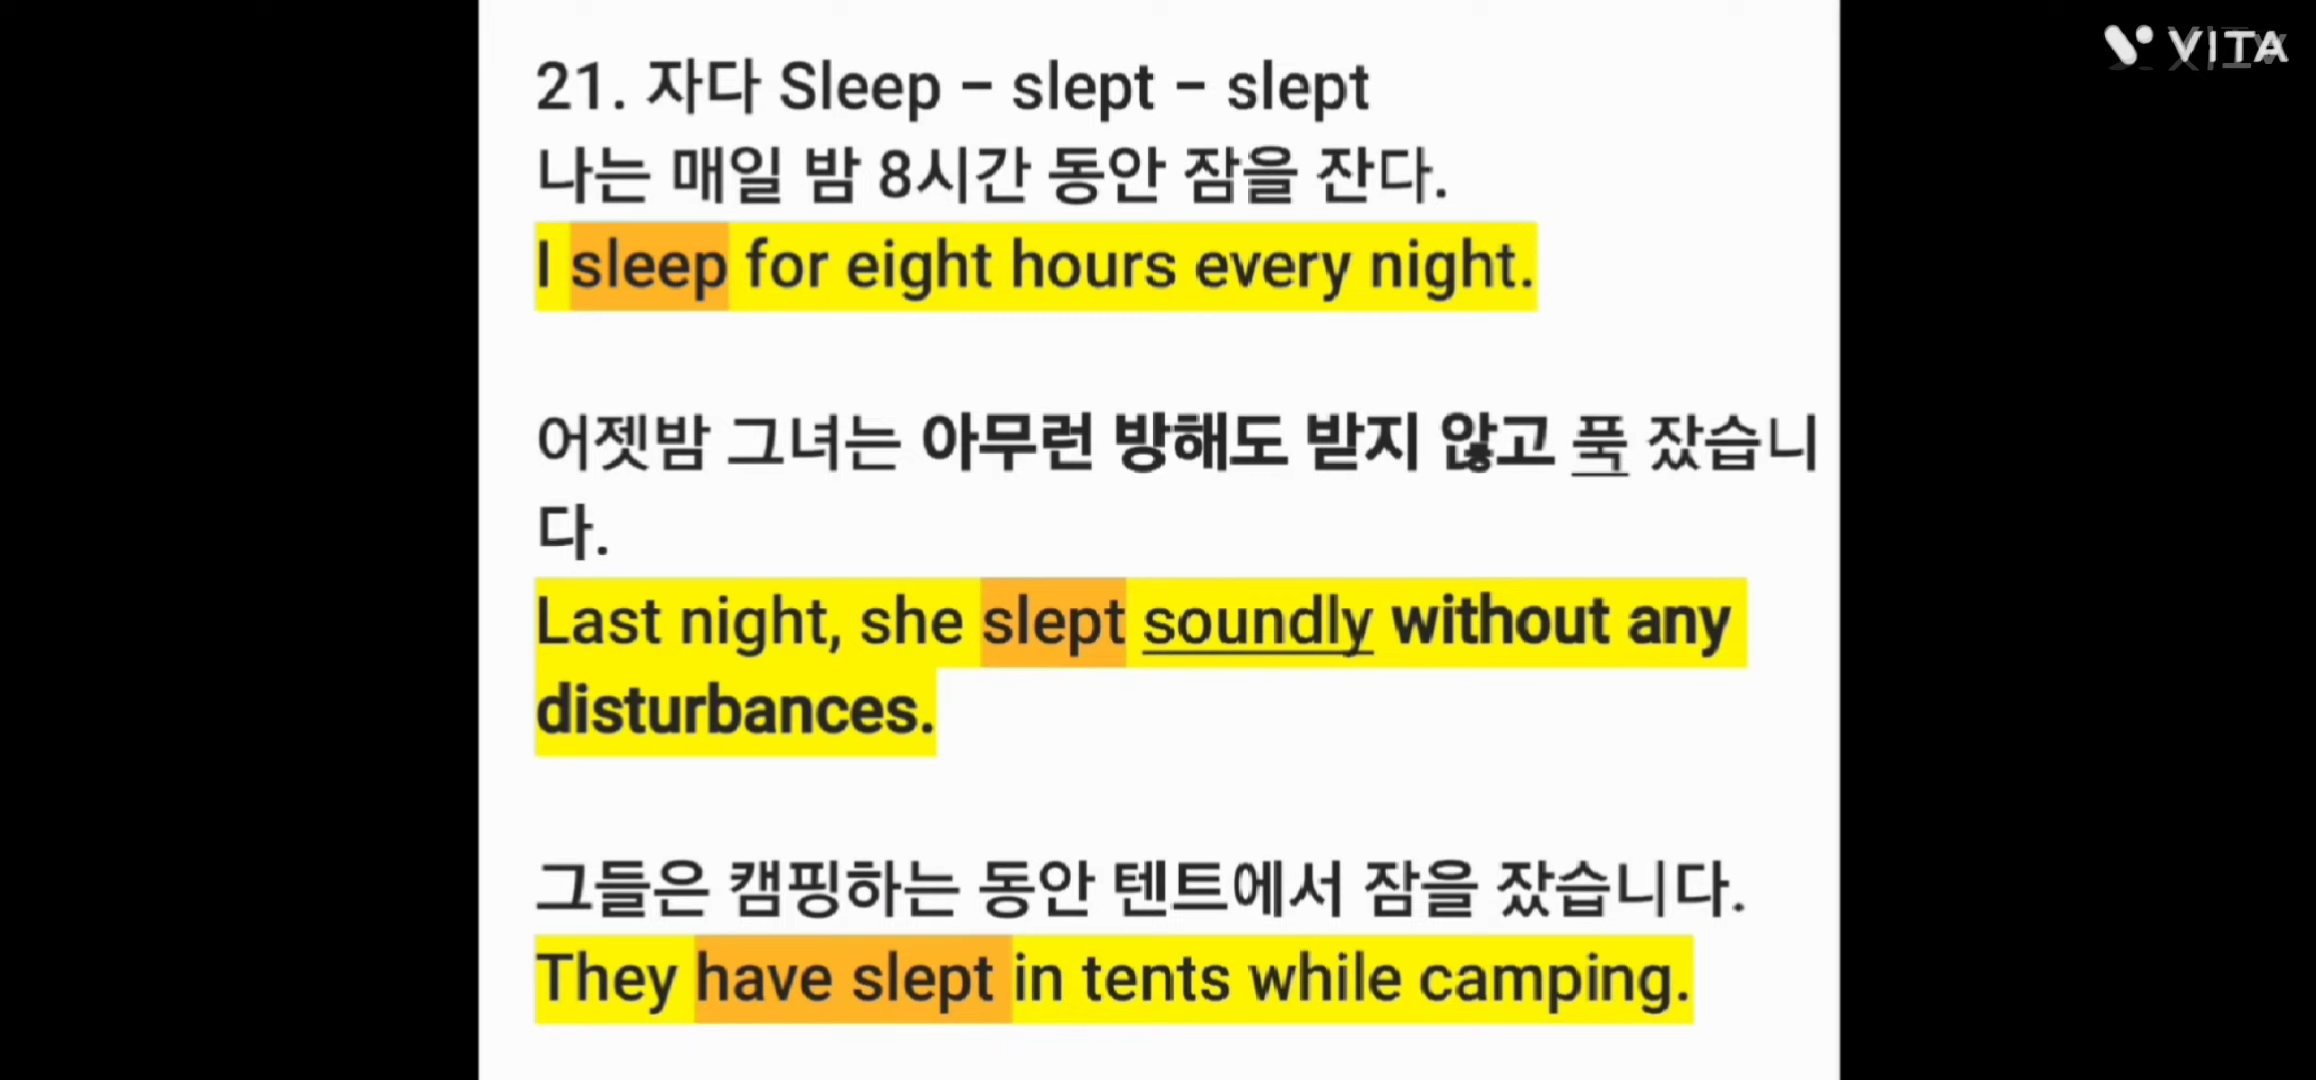 21. 자다 Sleep – slept – slept
나는 매일 밤 8시간 동안 잠을 잔다.
I sleep for eight hours every night.
어젯밤 그녀는 아무런 방해도 받지 않고 푹 잤습니
다.
Last night, she slept soundly without any
disturbances.
그들은 캠핑하는 동안 텐트에서 잠을 잤습니다.
They have slept in tents while camping.
VITA